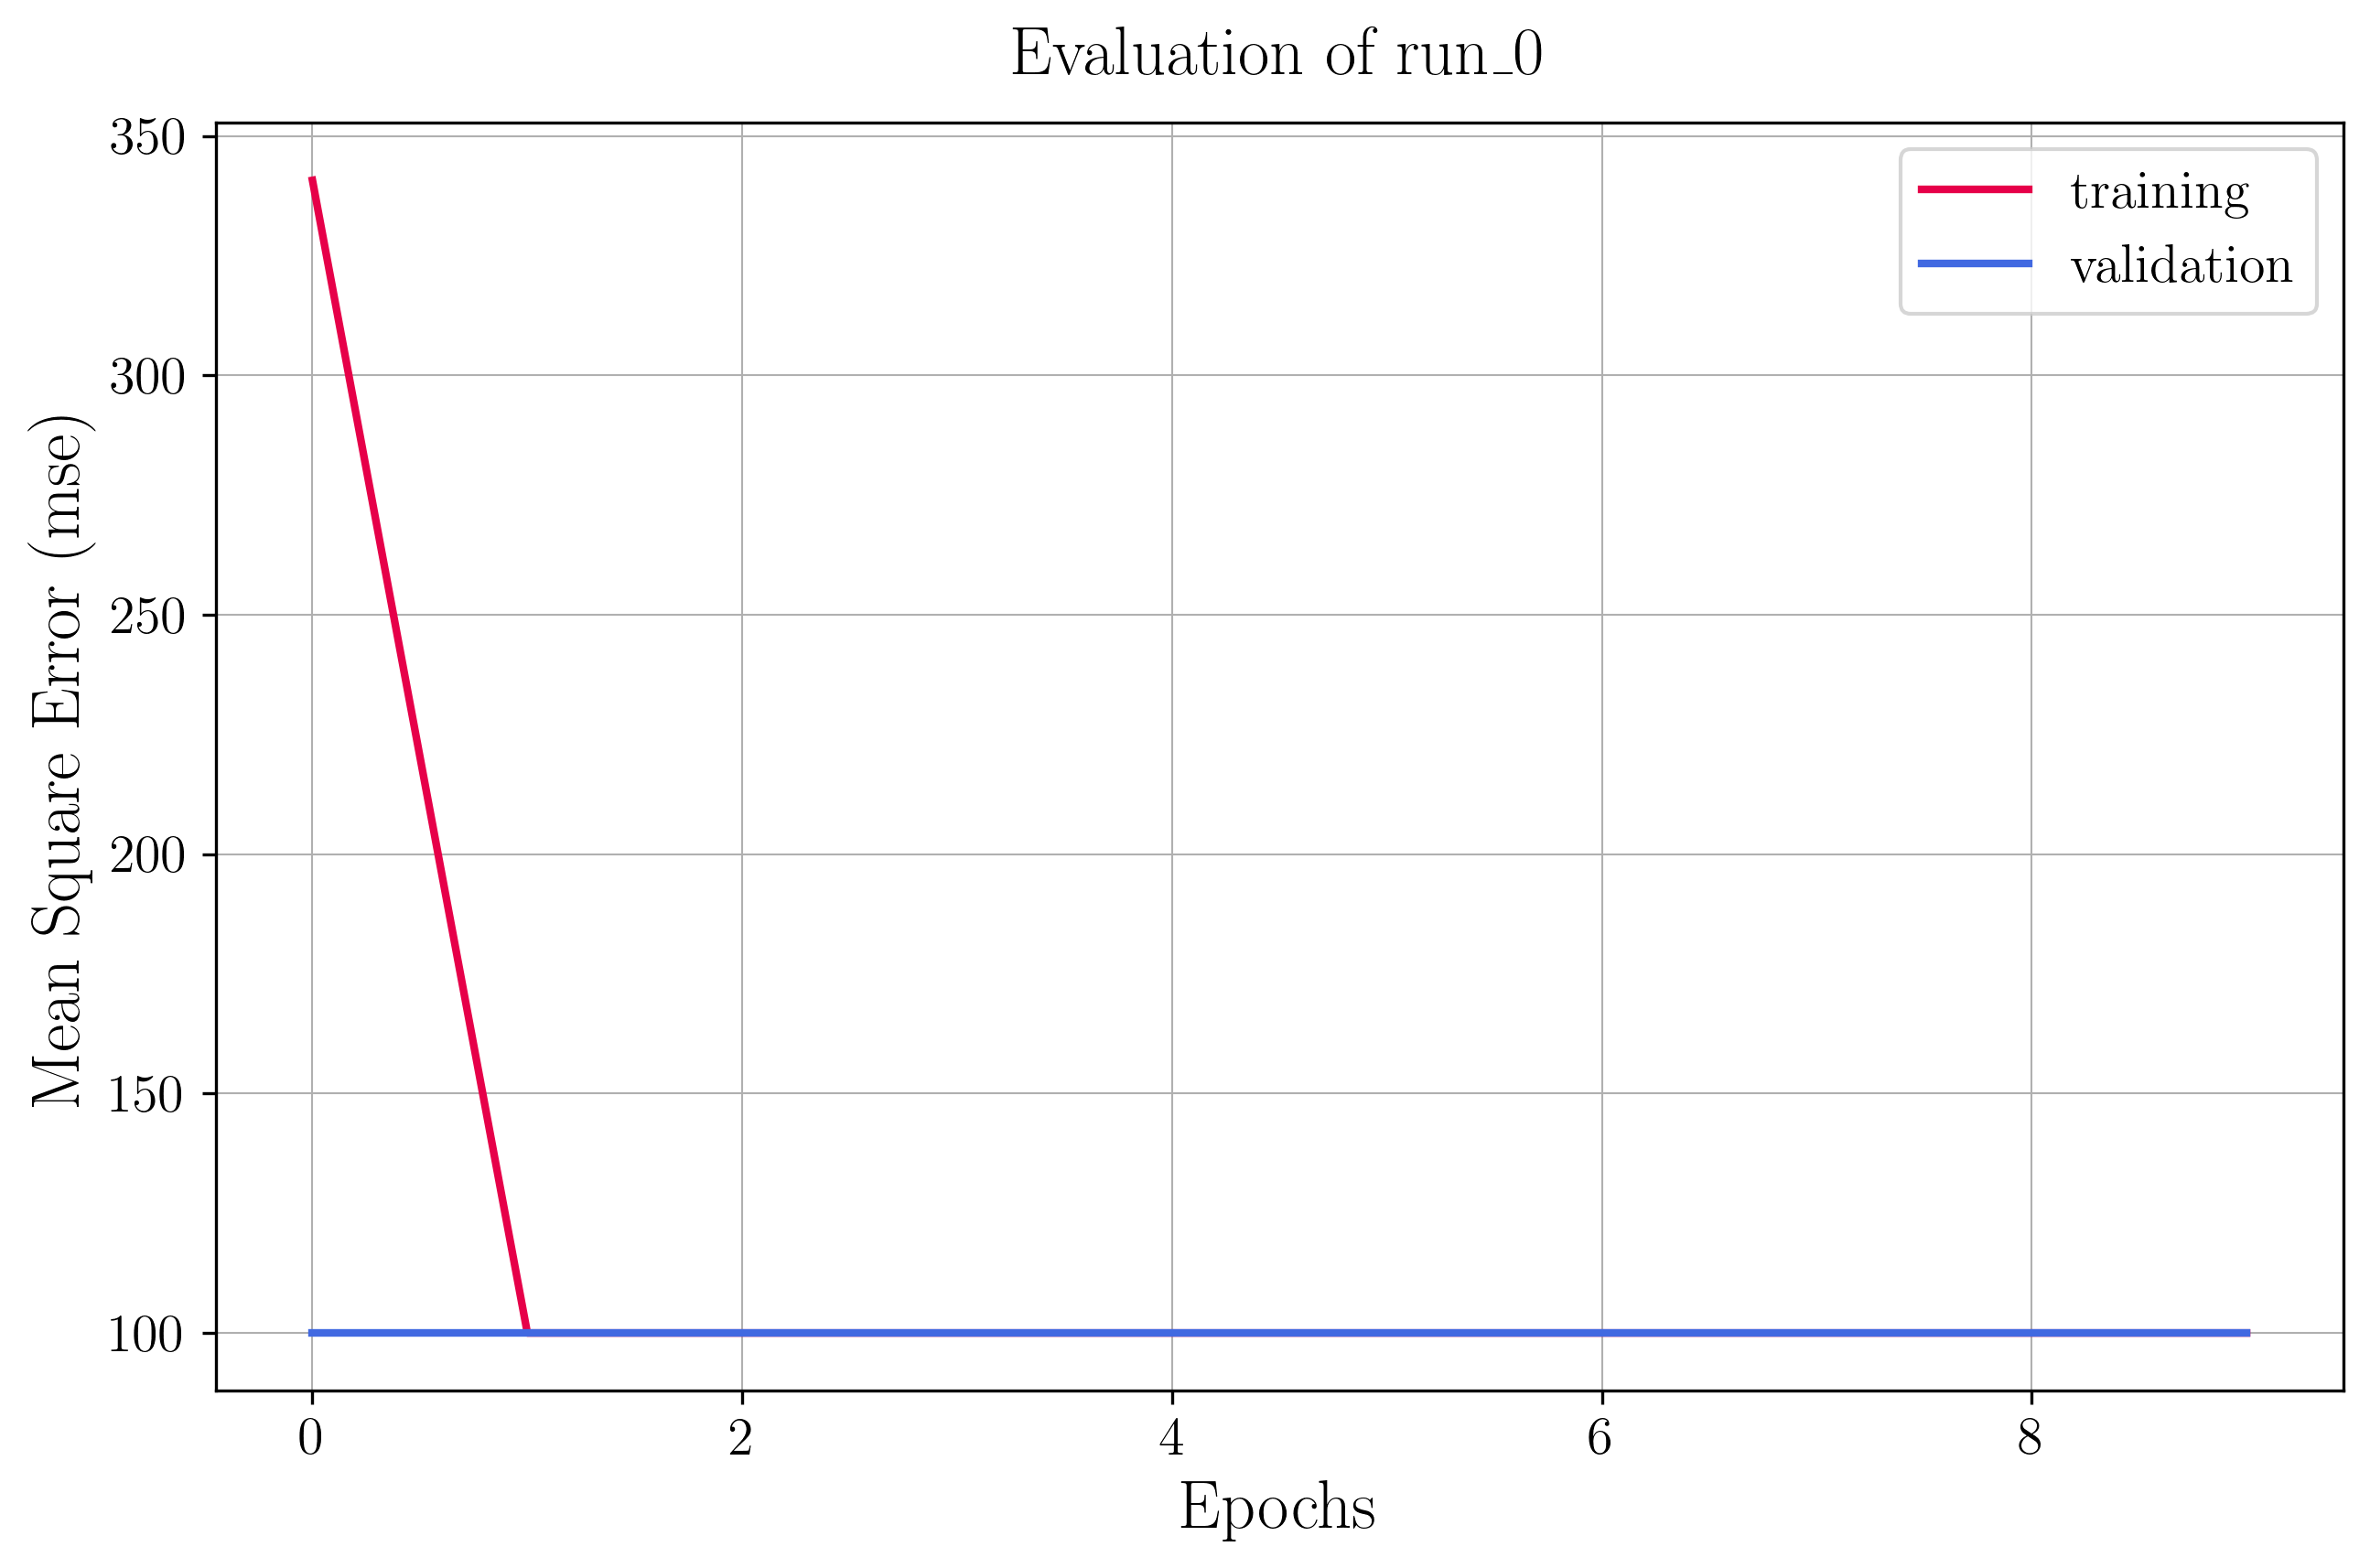 Evaluation of run_0
350
300
250
200
150
100
Mean Square Error (mse)
training
validation
0 2 4 6 8
Epochs